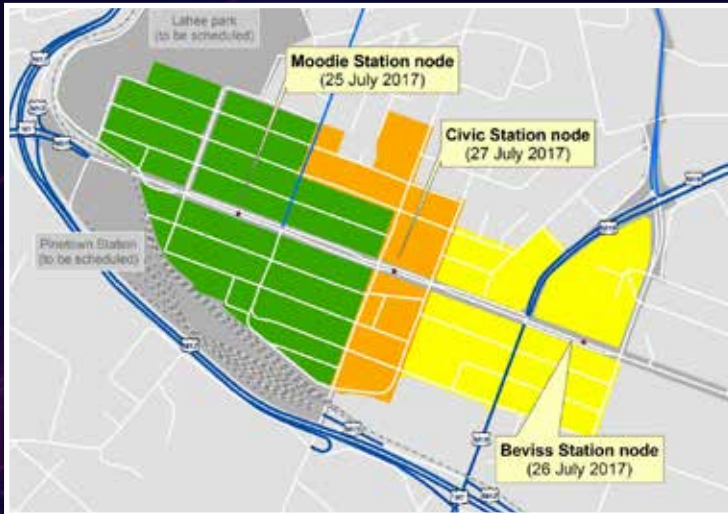 Lahee park
(to be scheduled)
Moodie Station node
(25 July 2017)
Civic Station node
(27 July 2017)
Pinetown Station
(to be scheduled)
Beviss Station node
(26 July 2017)